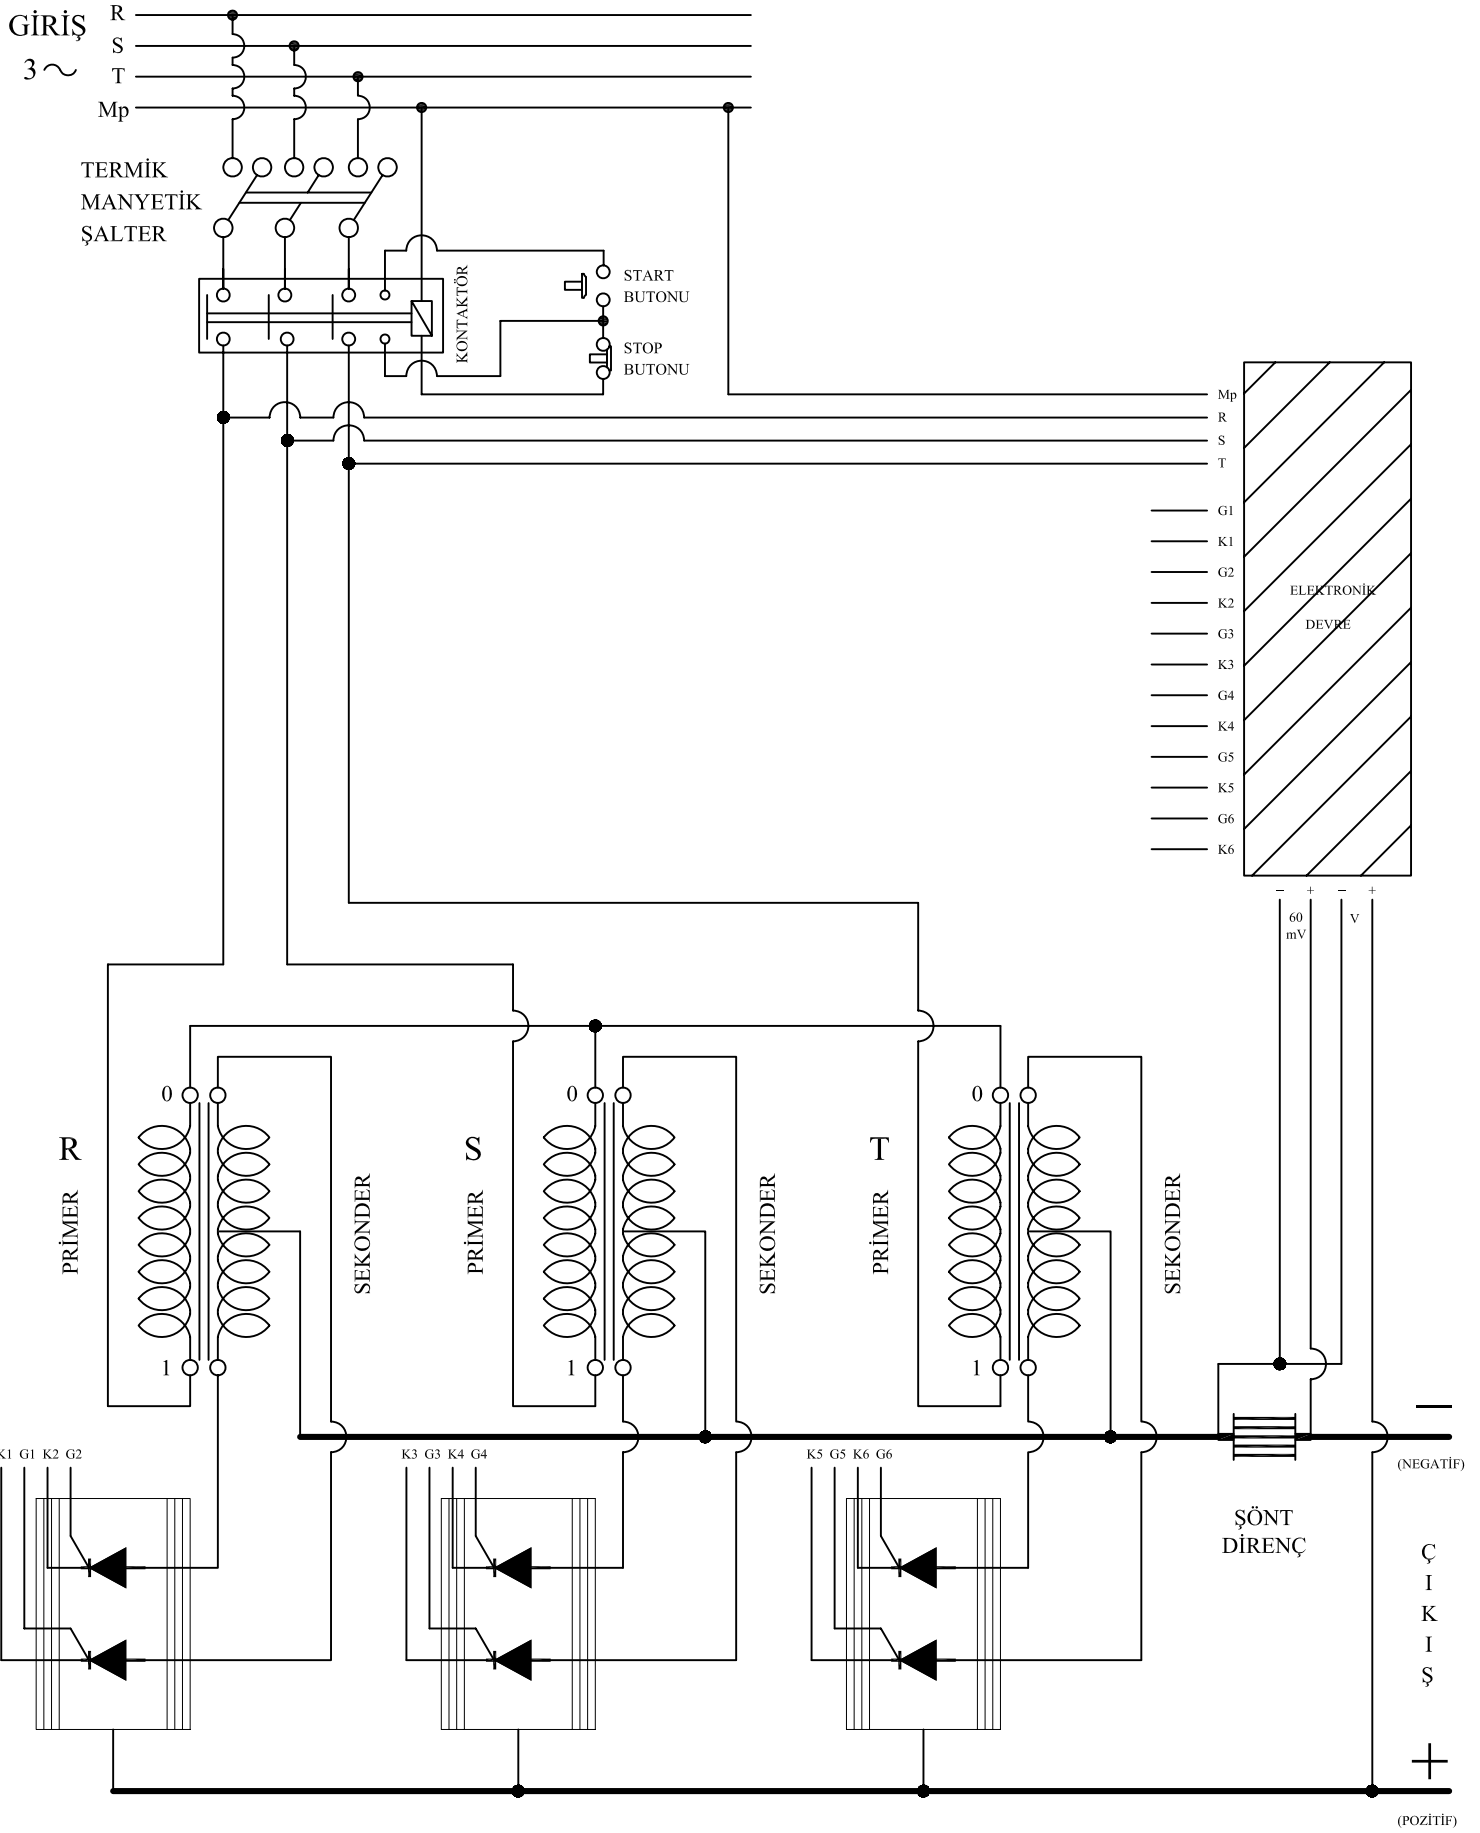 GİRİŞ
3
R
S
T
Mp
TERMİK
MANYETİK
ŞALTER
KONTAKTÖR
START
BUTONU
STOP
BUTONU
Mp
R
S
T
G1
K1
G2
K2
G3
K3
G4
K4
G5
K5
G6
K6
ELEKTRONİK
DEVRE
− + − +
60
mV
V
0
R
PRİMER
1
SEKONDER
0
S
PRİMER
1
SEKONDER
0
T
PRİMER
1
SEKONDER
K1 G1 K2 G2
K3 G3 K4 G4
K5 G5 K6 G6
−
(NEGATİF)
ŞÖNT
DİRENÇ
Ç
I
K
I
Ş
+
(POZİTİF)